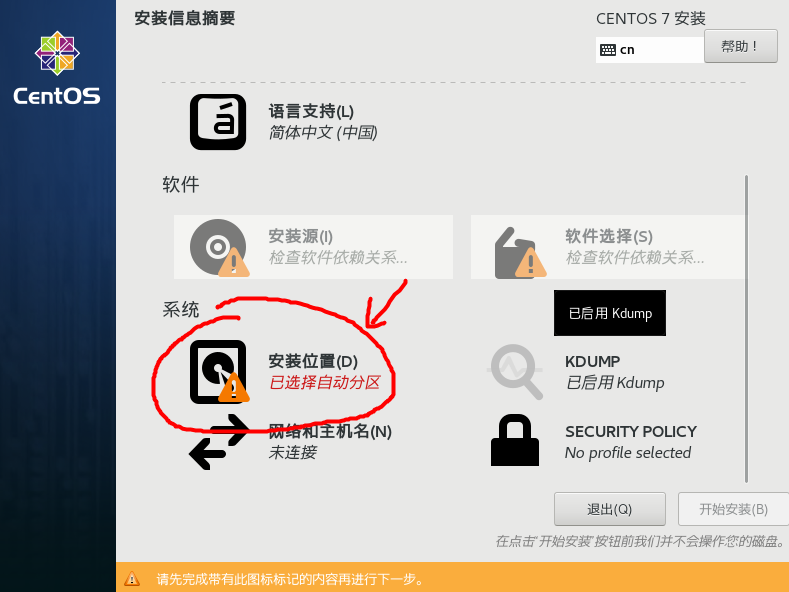 安装信息摘要
CENTOS 7 安装
cn
帮助！
CentOS
语言支持(L)
简体中文 (中国)
软件
安装源(I)
检查软件依赖关系...
软件选择(S)
检查软件依赖关系...
系统
已启用 Kdump
安装位置(D)
已选择自动分区
KDUMP
已启用 Kdump
网络和主机名(N)
未连接
SECURITY POLICY
No profile selected
退出(Q)
开始安装(B)
在点击'开始安装'按钮前我们并不会操作您的磁盘。
请先完成带有此图标标记的内容再进行下一步。